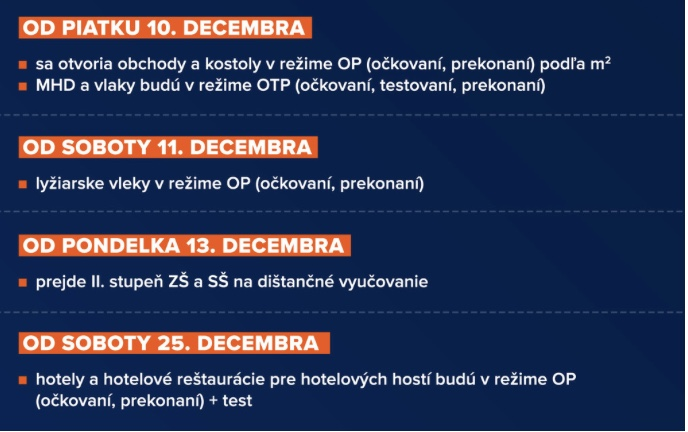 OD PIATKU 10. DECEMBRA
▪ sa otvoria obchody a kostoly v režime OP (očkovaní, prekonaní) podľa m²
▪ MHD a vlaky budú v režime OTP (očkovaní, testovaní, prekonaní)
OD SOBOTY 11. DECEMBRA
▪ lyžiarske vleky v režime OP (očkovaní, prekonaní)
OD PONDELKA 13. DECEMBRA
▪ prejde II. stupeň ZŠ a SŠ na dištančné vyučovanie
OD SOBOTY 25. DECEMBRA
▪ hotely a hotelové reštaurácie pre hotelových hostí budú v režime OP
(očkovaní, prekonaní) + test